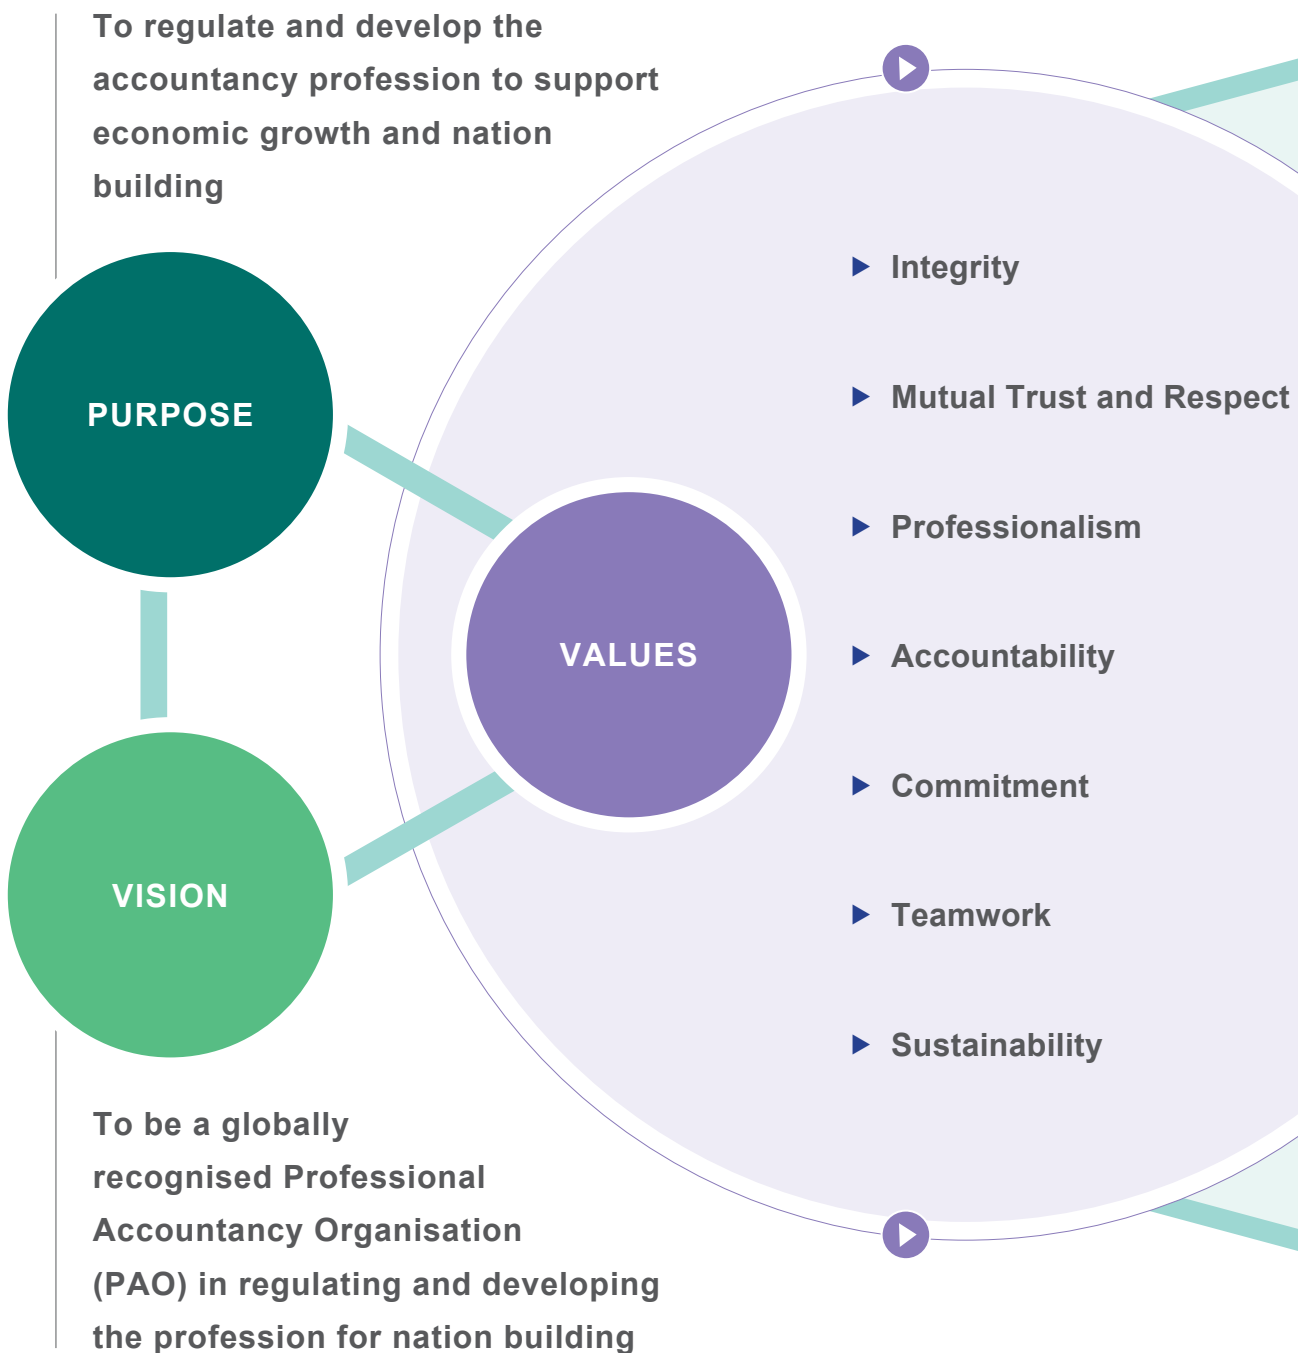 To regulate and develop the
accountancy profession to support
economic growth and nation
building
PURPOSE
VISION
To be a globally
recognised Professional
Accountancy Organisation
(PAO) in regulating and developing
the profession for nation building
VALUES
Integrity
Mutual Trust and Respect
Professionalism
Accountability
Commitment
Teamwork
Sustainability